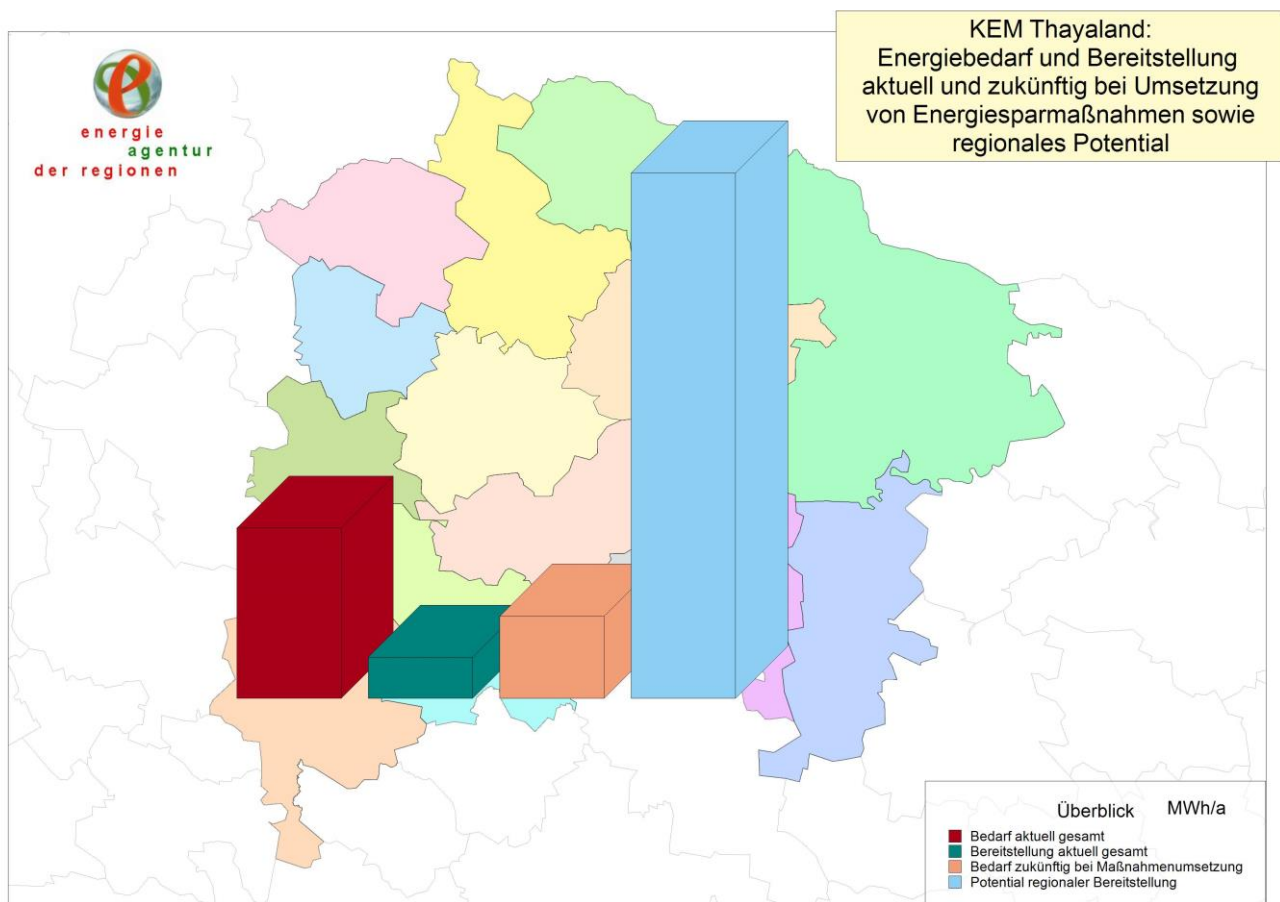 energie
agentur
der regionen
KEM Thayaland:
Energiebedarf und Bereitstellung
aktuell und zukünftig bei Umsetzung
von Energiesparmaßnahmen sowie
regionales Potential
Überblick MWh/a
Bedarf aktuell gesamt
Bereitstellung aktuell gesamt
Bedarf zukünftig bei Maßnahmenumsetzung
Potential regionaler Bereitstellung